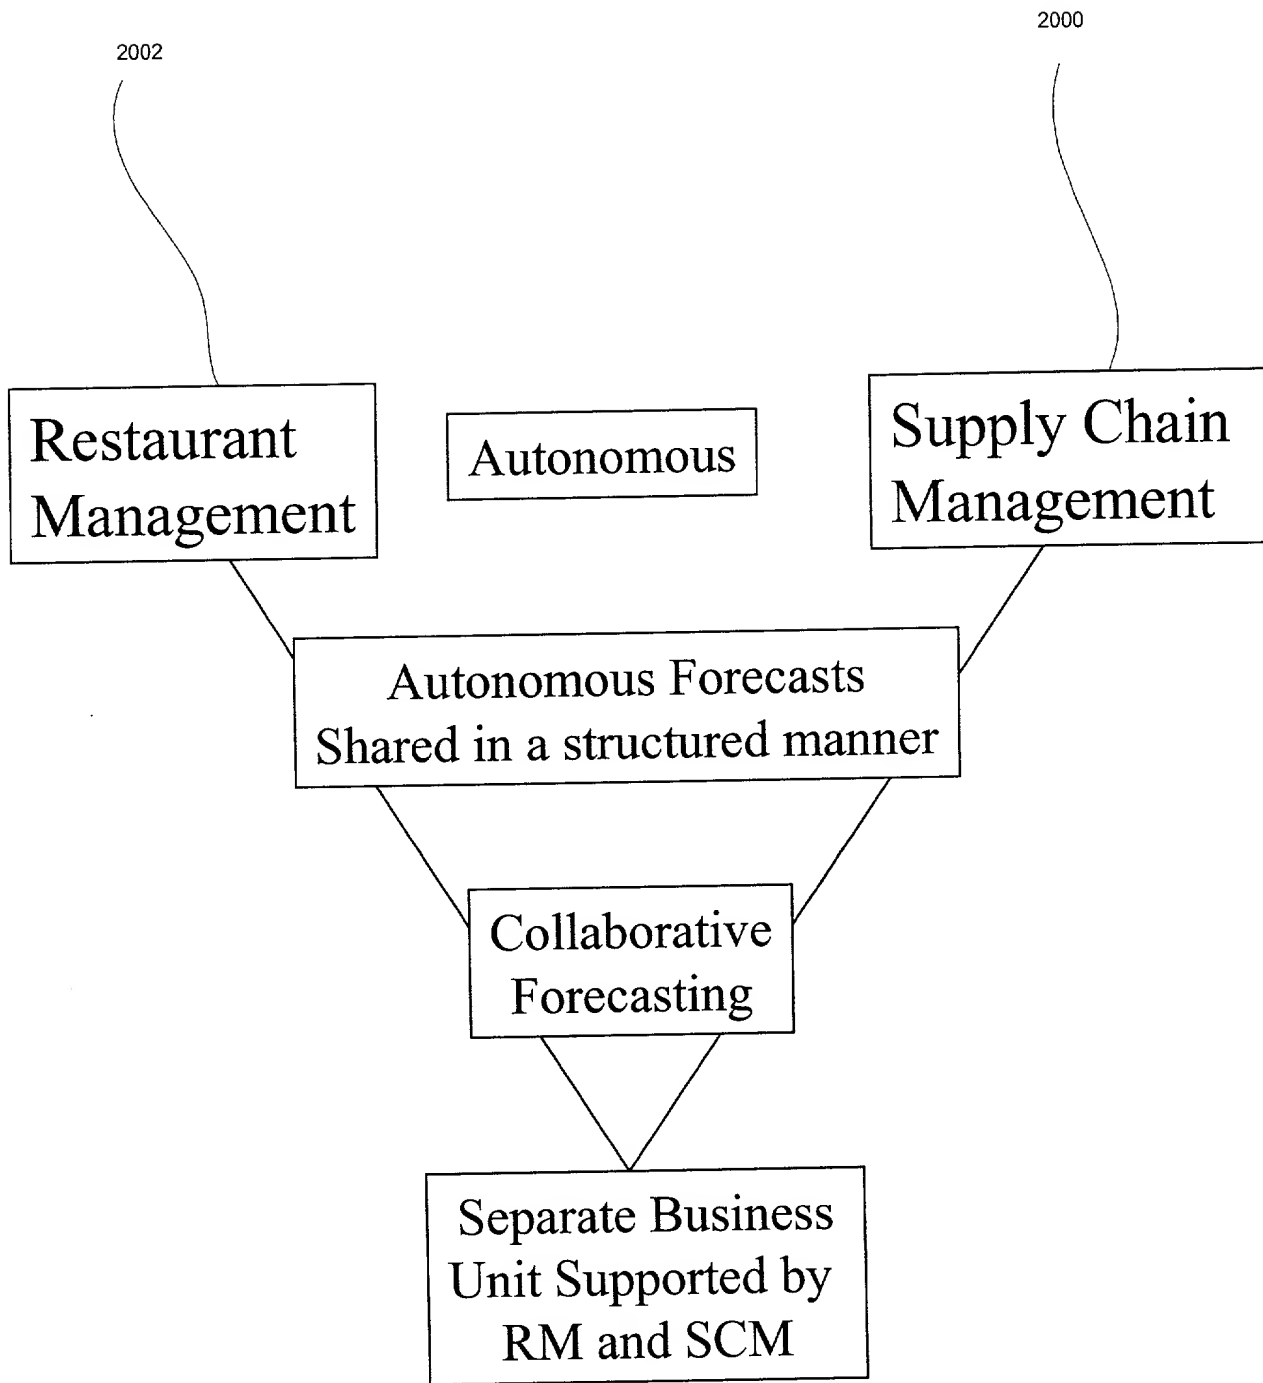 2002
2000
Restaurant
Management
Autonomous
Supply Chain
Management
Autonomous Forecasts
Shared in a structured manner
Collaborative
Forecasting
Separate Business
Unit Supported by
RM and SCM